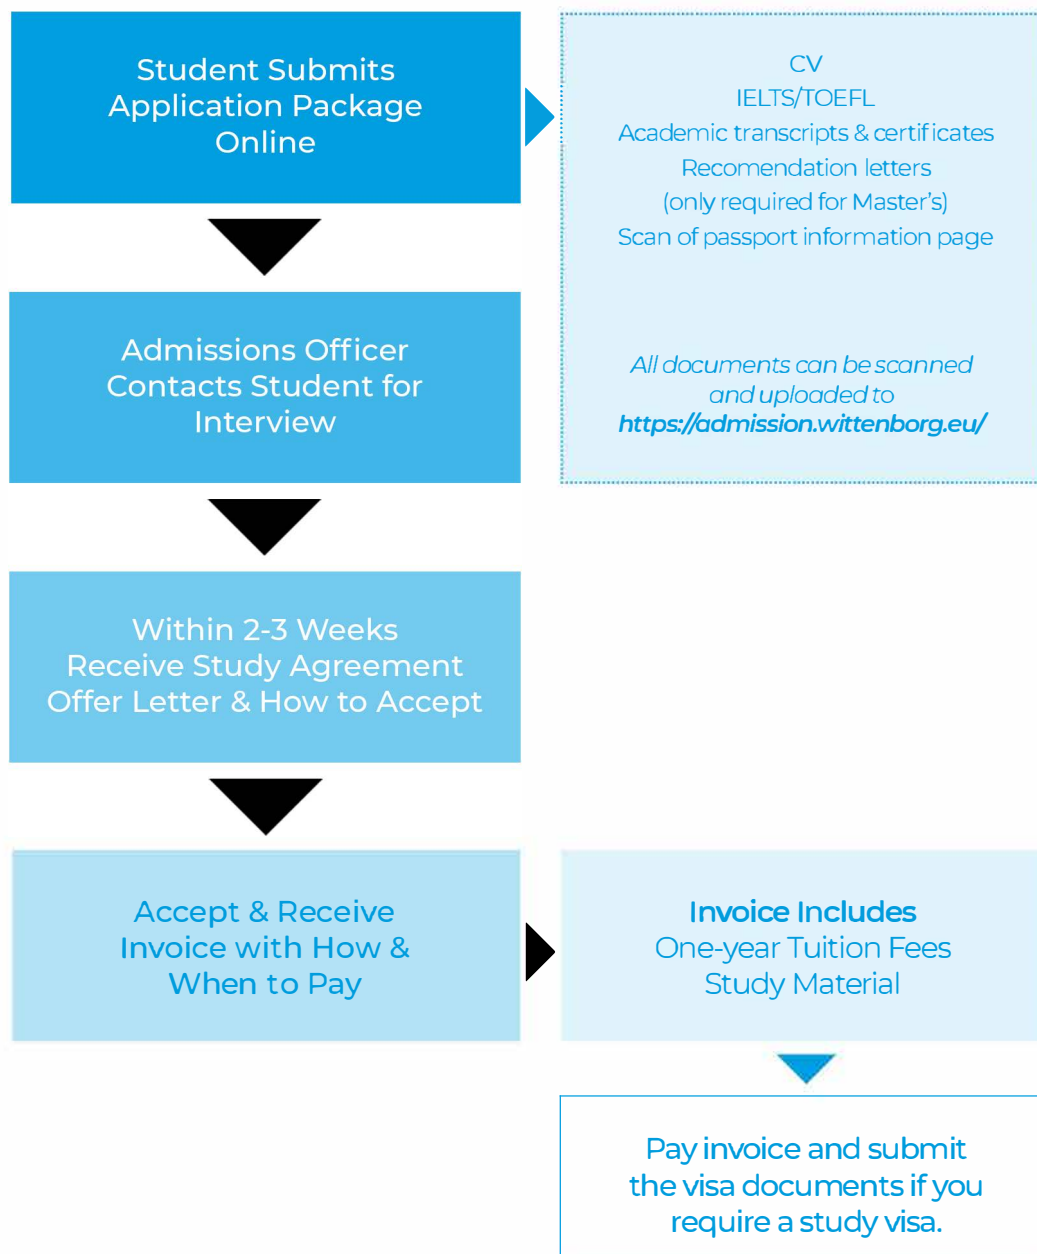 Student Submits
Application Package
Online
CV
IELTS/TOEFL
Academic transcripts & certificates
Recomendation letters
(only required for Master's)
Scan of passport information page
All documents can be scanned
and uploaded to
https://admission.wittenborg.eu/
Admissions Officer
Contacts Student for
Interview
Within 2-3 Weeks
Receive Study Agreement
Offer Letter & How to Accept
Accept & Receive
Invoice with How &
When to Pay
Invoice Includes
One-year Tuition Fees
Study Material
Pay invoice and submit
the visa documents if you
require a study visa.